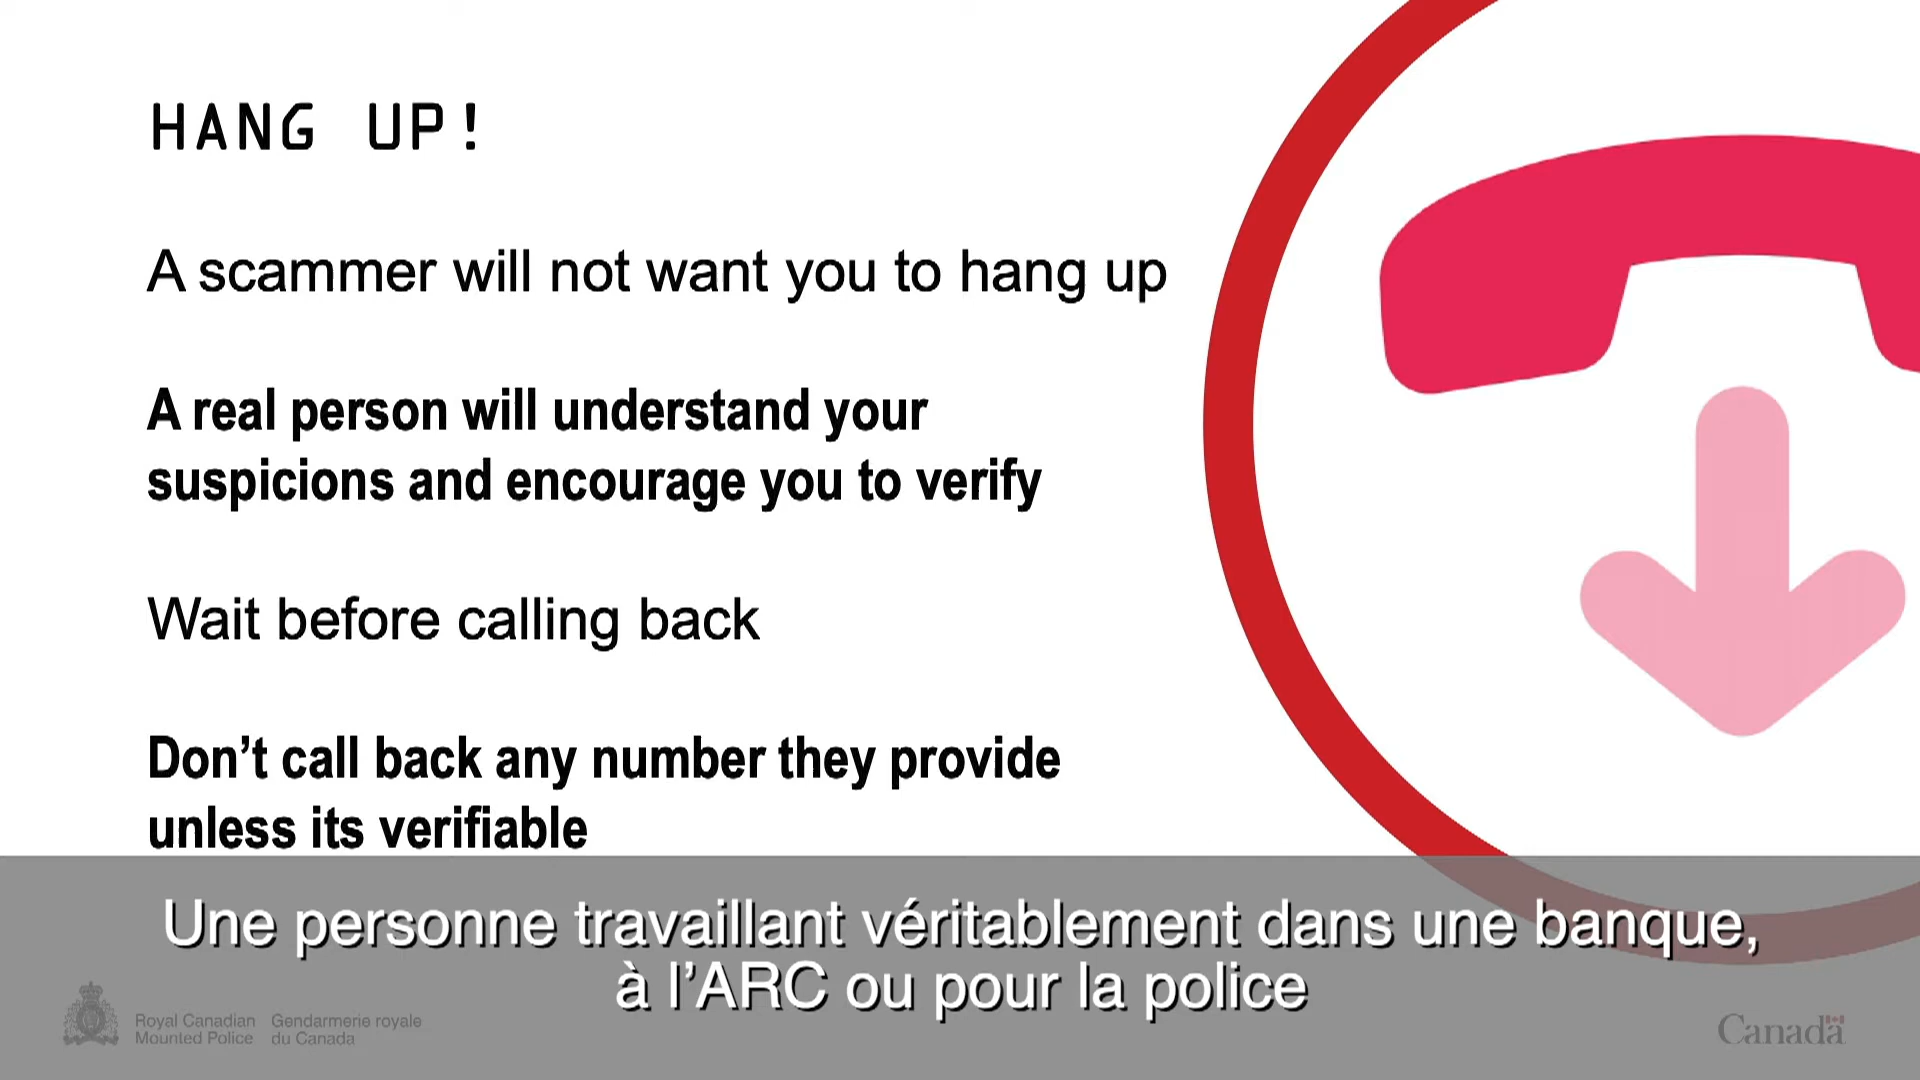 HANG UP!
A scammer will not want you to hang up
A real person will understand your
suspicions and encourage you to verify
Wait before calling back
Don’t call back any number they provide
unless its verifiable
Une personne travaillant véritablement dans une banque,
à l’ARC ou pour la police
Royal Canadian Gendarmerie royale
Mounted Police du Canada
Canada